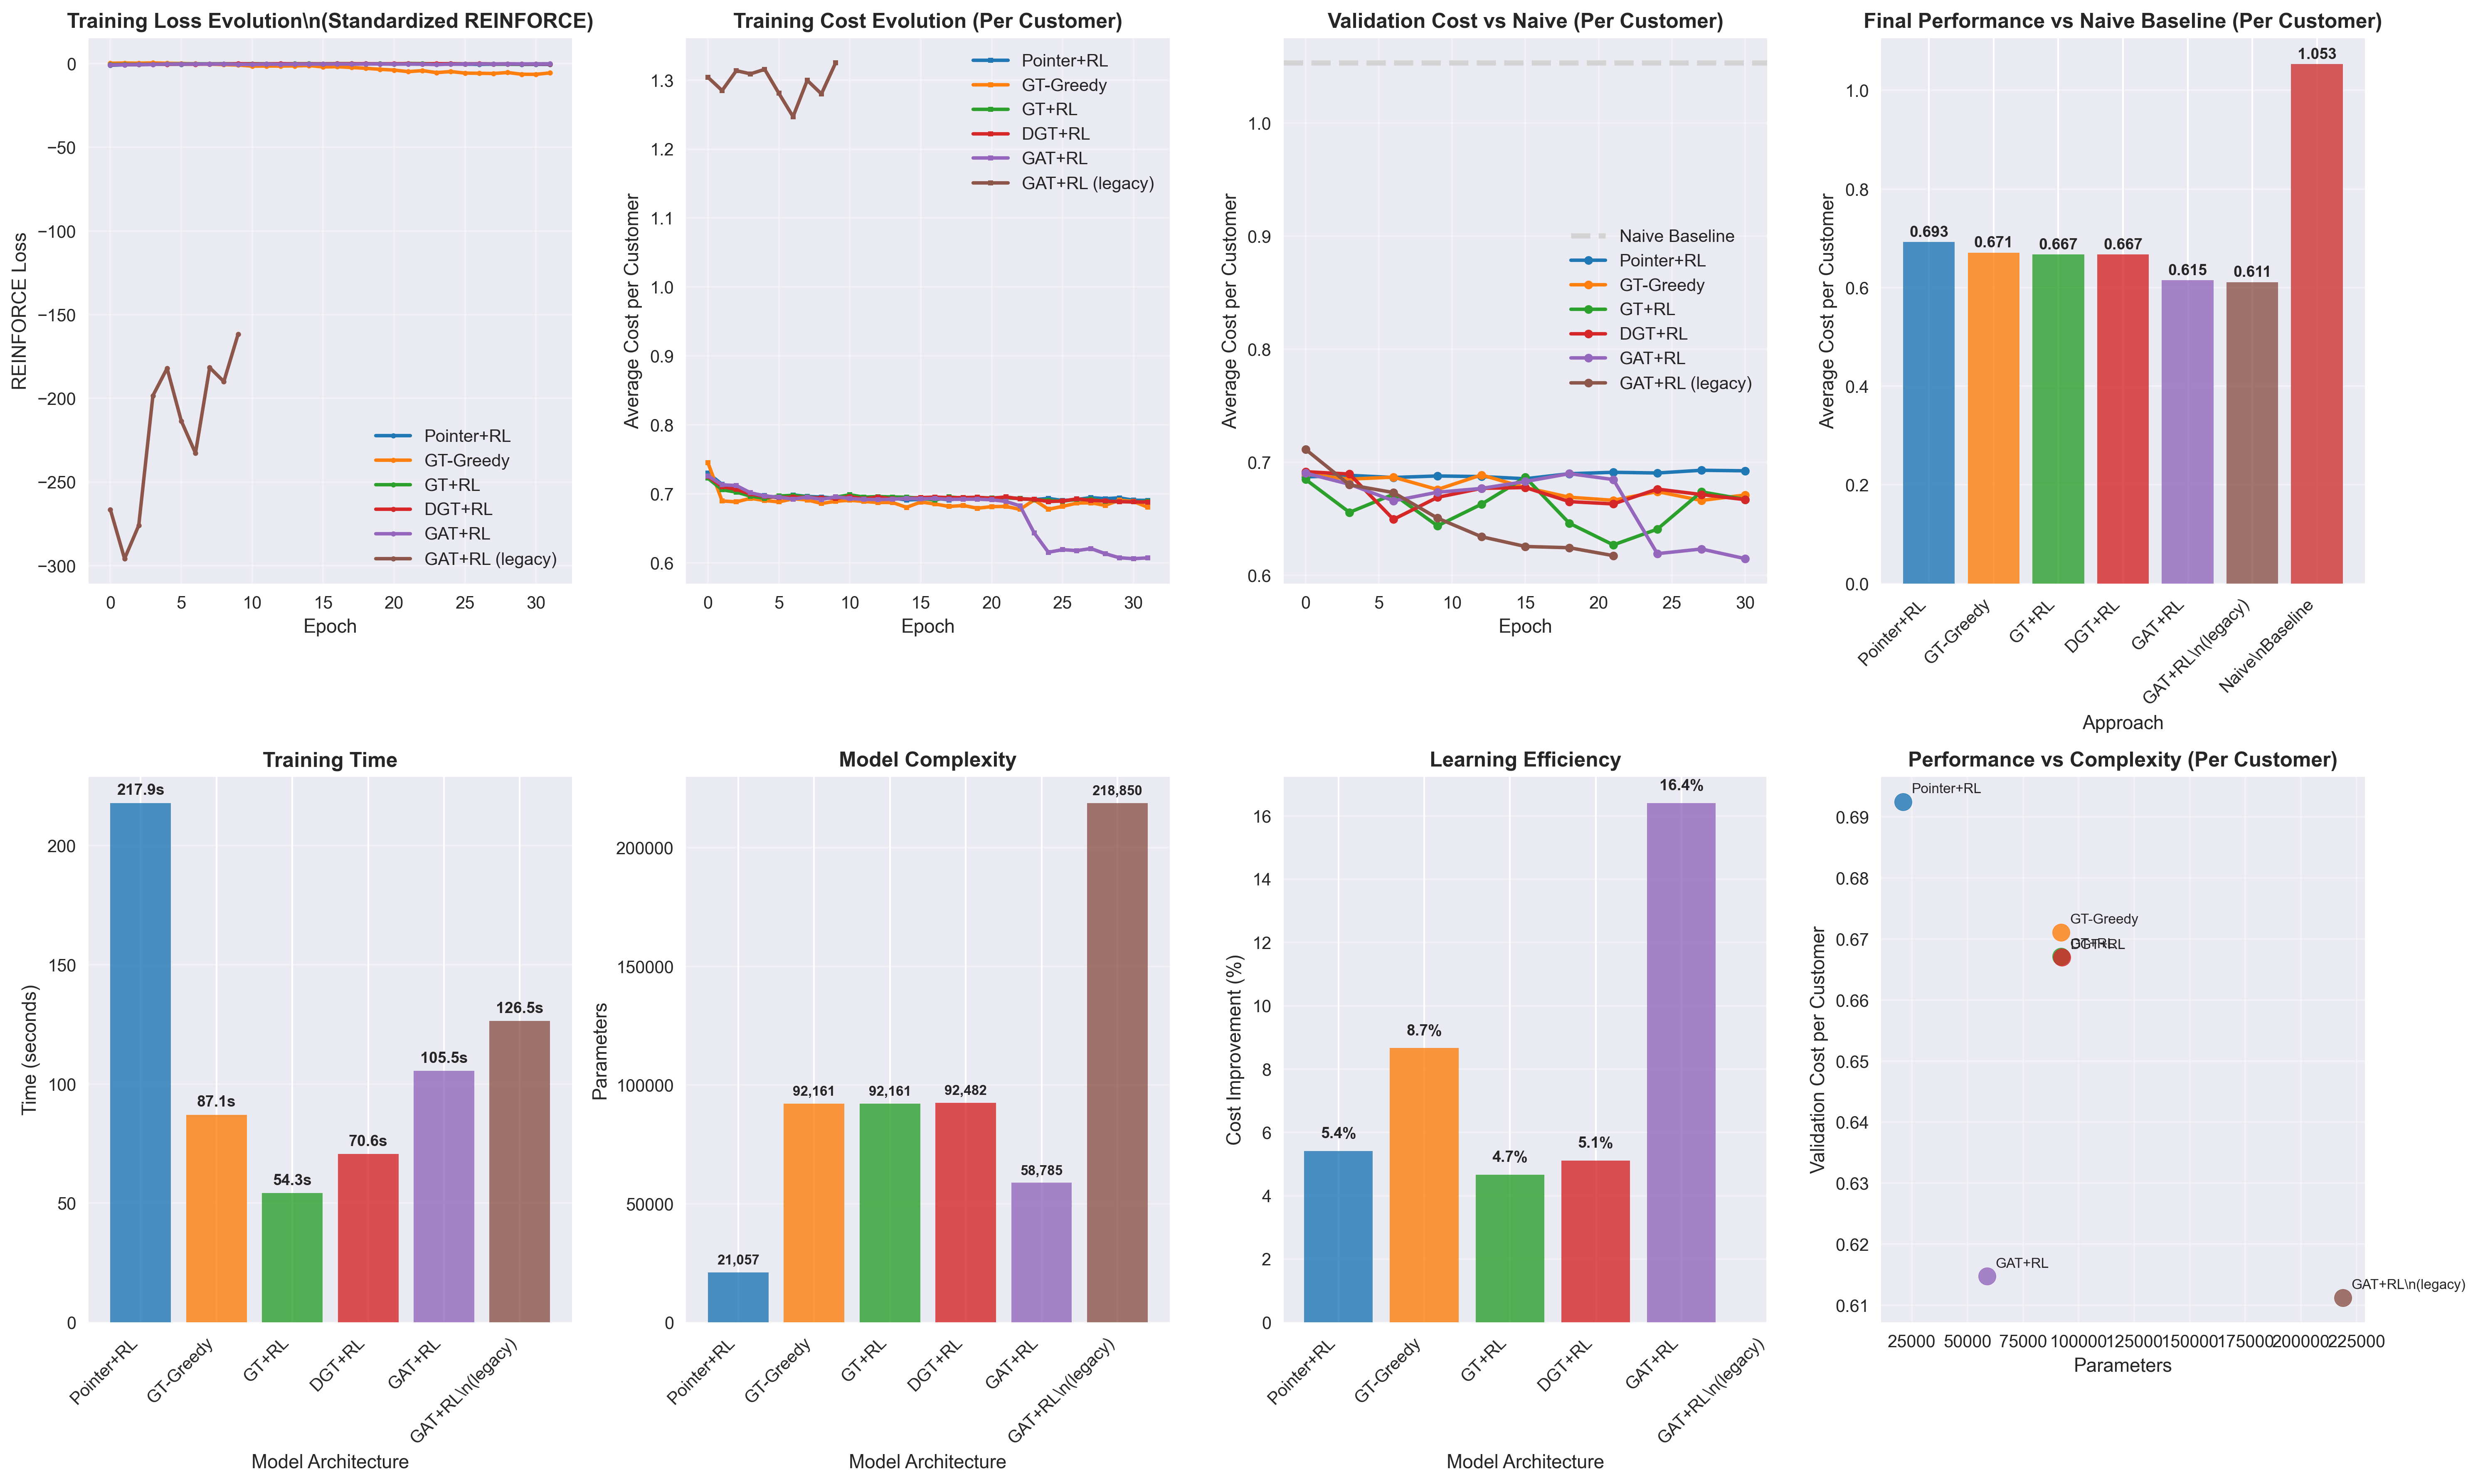 Training Loss Evolution\n(Standardized REINFORCE)
REINFORCE Loss
0
−50
−100
−150
−200
−250
−300
Pointer+RL
GT-Greedy
GT+RL
DGT+RL
GAT+RL
GAT+RL (legacy)
0 5 10 15 20 25 30
Epoch
Training Cost Evolution (Per Customer)
Average Cost per Customer
1.3
1.2
1.1
1.0
0.9
0.8
0.7
0.6
Pointer+RL
GT-Greedy
GT+RL
DGT+RL
GAT+RL
GAT+RL (legacy)
0 5 10 15 20 25 30
Epoch
Validation Cost vs Naive (Per Customer)
Average Cost per Customer
1.0
0.9
0.8
0.7
0.6
Naive Baseline
Pointer+RL
GT-Greedy
GT+RL
DGT+RL
GAT+RL
GAT+RL (legacy)
0 5 10 15 20 25 30
Epoch
Final Performance vs Naive Baseline (Per Customer)
Average Cost per Customer
1.0
0.8
0.6
0.4
0.2
0.0
0.693
0.671
0.667
0.667
0.615
0.611
1.053
Pointer+RL
GT-Greedy
GT+RL
DGT+RL
GAT+RL
GAT+RL\n(legacy)
Naive\nBaseline
Approach
Training Time
Time (seconds)
200
150
100
50
0
217.9s
87.1s
54.3s
70.6s
105.5s
126.5s
Pointer+RL
GT-Greedy
GT+RL
DGT+RL
GAT+RL
GAT+RL\n(legacy)
Model Architecture
Model Complexity
Parameters
200000
150000
100000
50000
0
21,057
92,161
92,161
92,482
58,785
218,850
Pointer+RL
GT-Greedy
GT+RL
DGT+RL
GAT+RL
GAT+RL\n(legacy)
Model Architecture
Learning Efficiency
Cost Improvement (%)
16
14
12
10
8
6
4
2
0
5.4%
8.7%
4.7%
5.1%
16.4%
Pointer+RL
GT-Greedy
GT+RL
DGT+RL
GAT+RL
GAT+RL\n(legacy)
Model Architecture
Performance vs Complexity (Per Customer)
Validation Cost per Customer
0.69
0.68
0.67
0.66
0.65
0.64
0.63
0.62
0.61
Pointer+RL
GT-Greedy
GT+RL
DGT+RL
GAT+RL
GAT+RL\n(legacy)
25000 50000 75000 100000 125000 150000 175000 200000 225000
Parameters